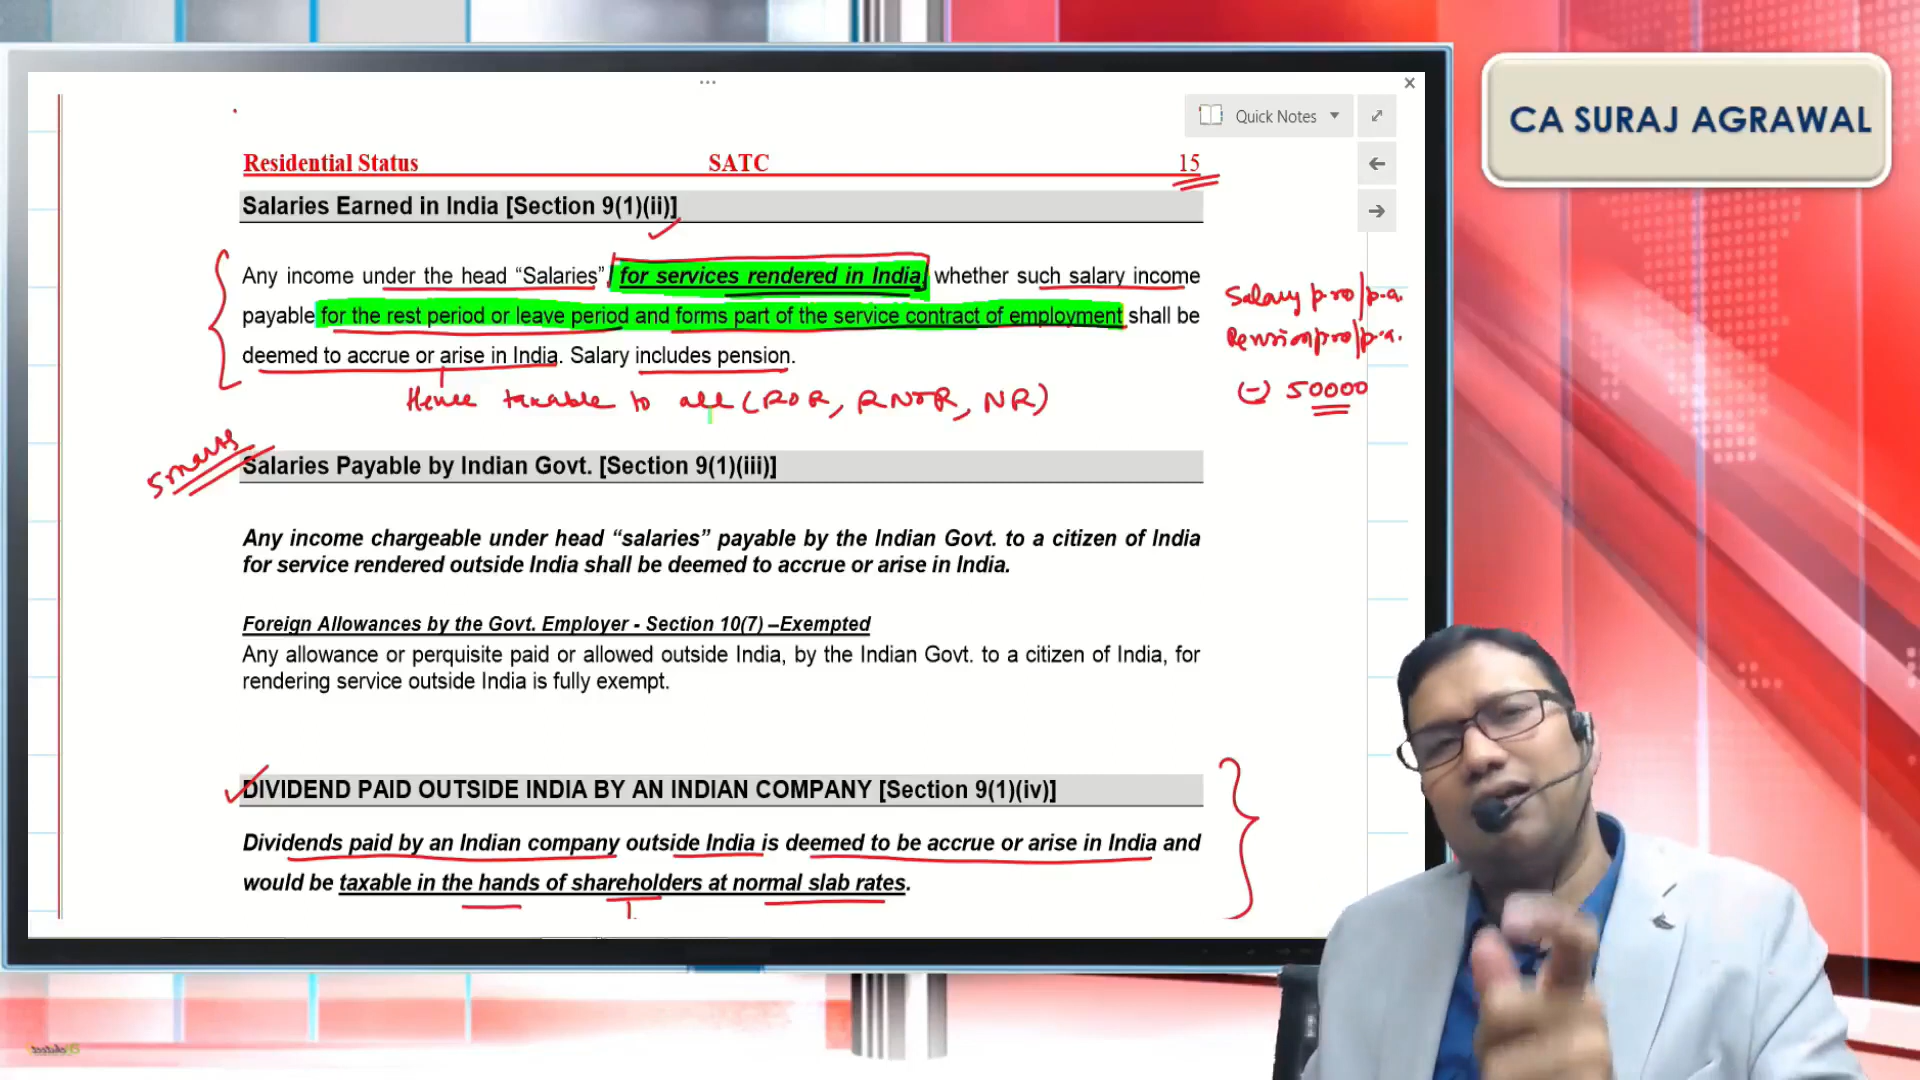 CA SURAJ AGRAWAL
Quick Notes
Residential Status SATC 15
Salaries Earned in India [Section 9(1)(ii)]
Any income under the head “Salaries” for services rendered in India, whether such salary income
payable for the rest period or leave period and forms part of the service contract of employment shall be
deemed to accrue or arise in India. Salary includes pension.
Salary pro/p.a.
Pension pro/p.a.
(-) 50000
Hence taxable to all (ROR, RNOR, NR)
5 marks
Salaries Payable by Indian Govt. [Section 9(1)(iii)]
Any income chargeable under head “salaries” payable by the Indian Govt. to a citizen of India
for service rendered outside India shall be deemed to accrue or arise in India.
Foreign Allowances by the Govt. Employer - Section 10(7) –Exempted
Any allowance or perquisite paid or allowed outside India, by the Indian Govt. to a citizen of India, for
rendering service outside India is fully exempt.
DIVIDEND PAID OUTSIDE INDIA BY AN INDIAN COMPANY [Section 9(1)(iv)]
Dividends paid by an Indian company outside India is deemed to be accrue or arise in India and
would be taxable in the hands of shareholders at normal slab rates.